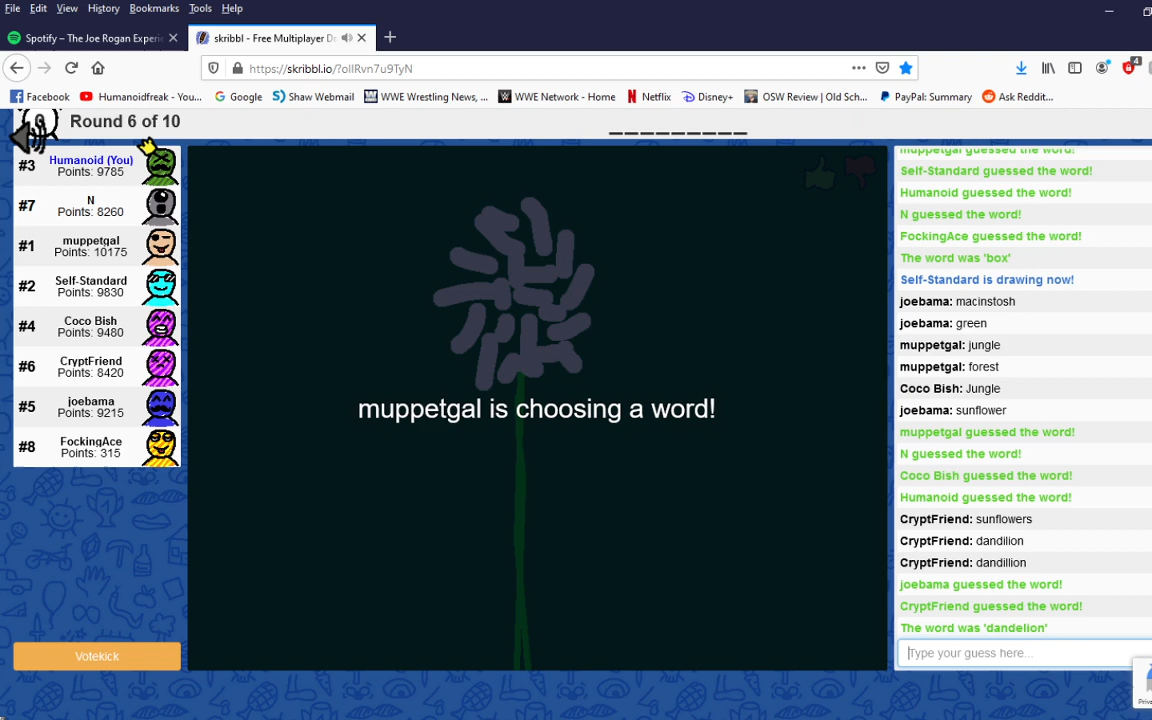 File Edit View History Bookmarks Tools Help
Spotify – The Joe Rogan Experi
skribbl - Free Multiplayer Dr
https://skribbl.io/?olIRvn7u9TyN
4
Facebook Humanoidfreak - You... Google Shaw Webmail WWE Wrestling News, ... WWE Network - Home Netflix Disney+ OSW Review | Old Sch... PayPal: Summary Ask Reddit...
0 Round 6 of 10 _________
#3 Humanoid (You)
Points: 9785
#7 N
Points: 8260
#1 muppetgal
Points: 10175
#2 Self-Standard
Points: 9830
#4 Coco Bish
Points: 9480
#6 CryptFriend
Points: 8420
#5 joebama
Points: 9215
#8 FockingAce
Points: 315
Votekick
muppetgal is choosing a word!
muppetgal guessed the word!
Self-Standard guessed the word!
Humanoid guessed the word!
N guessed the word!
FockingAce guessed the word!
The word was 'box'
Self-Standard is drawing now!
joebama: macinstosh
joebama: green
muppetgal: jungle
muppetgal: forest
Coco Bish: Jungle
joebama: sunflower
muppetgal guessed the word!
N guessed the word!
Coco Bish guessed the word!
Humanoid guessed the word!
CryptFriend: sunflowers
CryptFriend: dandilion
CryptFriend: dandillion
joebama guessed the word!
CryptFriend guessed the word!
The word was 'dandelion'
Type your guess here...
Priva